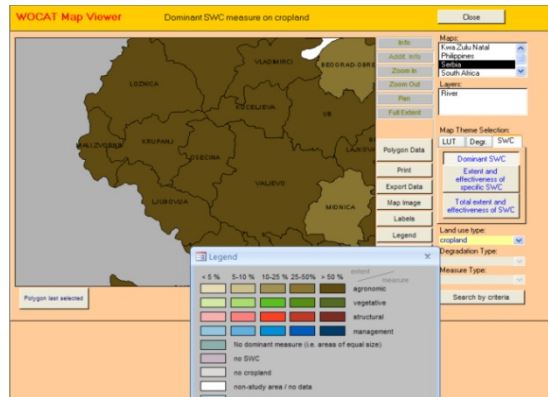 WOCAT Map Viewer
Dominant SWC measure on cropland
Close
Info
Addit. Info
Zoom In
Zoom Out
Pan
Full Extent
Polygon Data
Print
Export Data
Map Image
Labels
Legend
Maps:
Kwa Zulu Natal
Philippines
Serbia
South Africa
Layers:
River
Map Theme Selection:
LUT Degr. SWC
Dominant SWC
Extent and
effectiveness of
specific SWC
Total extent and
effectiveness of SWC
Land use type:
cropland
Degradation Type:
Measure Type:
Search by criteria
VLADIMIRCI
BEOGRAD-OBRE
LOZNICA
KOCELJEVA
UB
MALI ZVORNIK
KRUPANJ
OSECINA
LAJKOV
LJUBOVIJA
VALJEVO
MIONICA
Polygon last selected
Legend
extent
< 5 % 5-10 % 10-25 % 25-50% > 50 %
measure
agronomic
vegetative
structural
management
No dominant measure (i.e. areas of equal size)
no SWC
no cropland
non-study area / no data